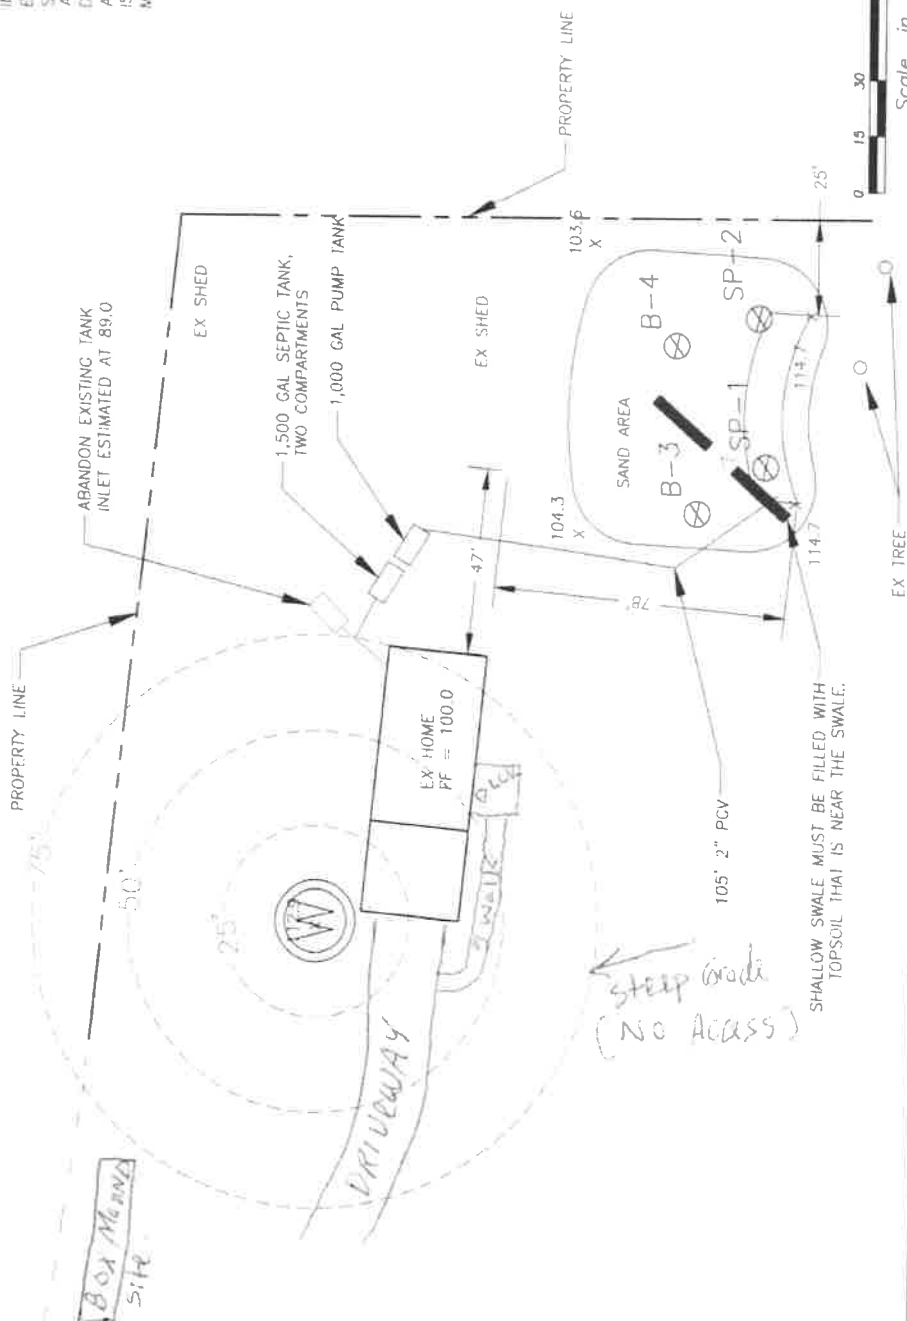 PROPERTY LINE
ABANDON EXISTING TANK
INLET ESTIMATED AT 89.0
EX SHED
PROPERTY LINE
1,500 GAL SEPTIC TANK,
TWO COMPARTMENTS
1,000 GAL PUMP TANK
EX SHED
75'
50'
25'
W
EX HOME
FF = 100.0
47'
78'
104.3
X
103.6
X
SAND AREA
B-3
B-4
SP-1
SP-2
114.7
114.7
25'
0 15 30
Scale in
EX TREE
105' 2" PCV
SHALLOW SWALE MUST BE FILLED WITH
TOPSOIL THAT IS NEAR THE SWALE.
DRIVEWAY
steep Grade
(NO Access)
BOX Mound
Site